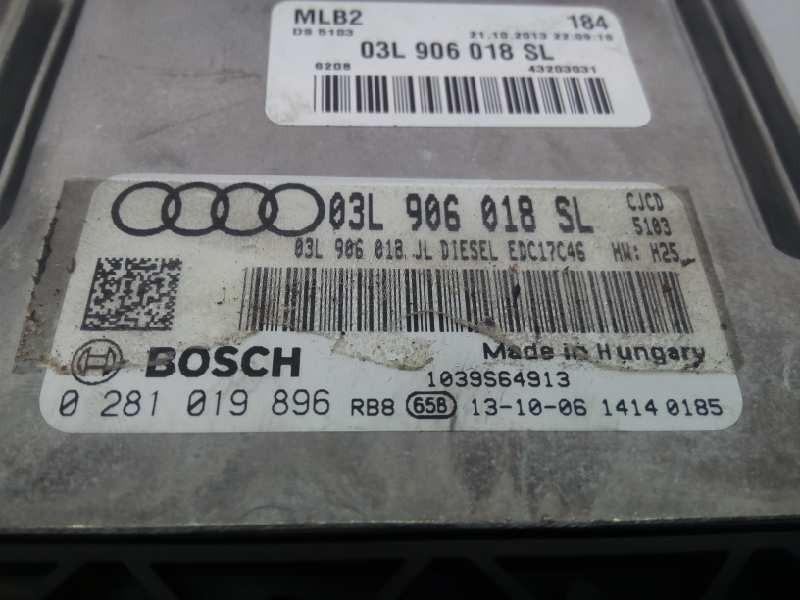 MLB2 184
DS 5103 21.10.2013 22:09:16
03L 906 018 SL
6208 43203031
03L 906 018 SL CJCD
5103
03L 906 018 JL DIESEL EDC17C46 HW: H25
BOSCH Made in Hungary
1039S64913
0 281 019 896 RB8 65B 13-10-06 1414 0185